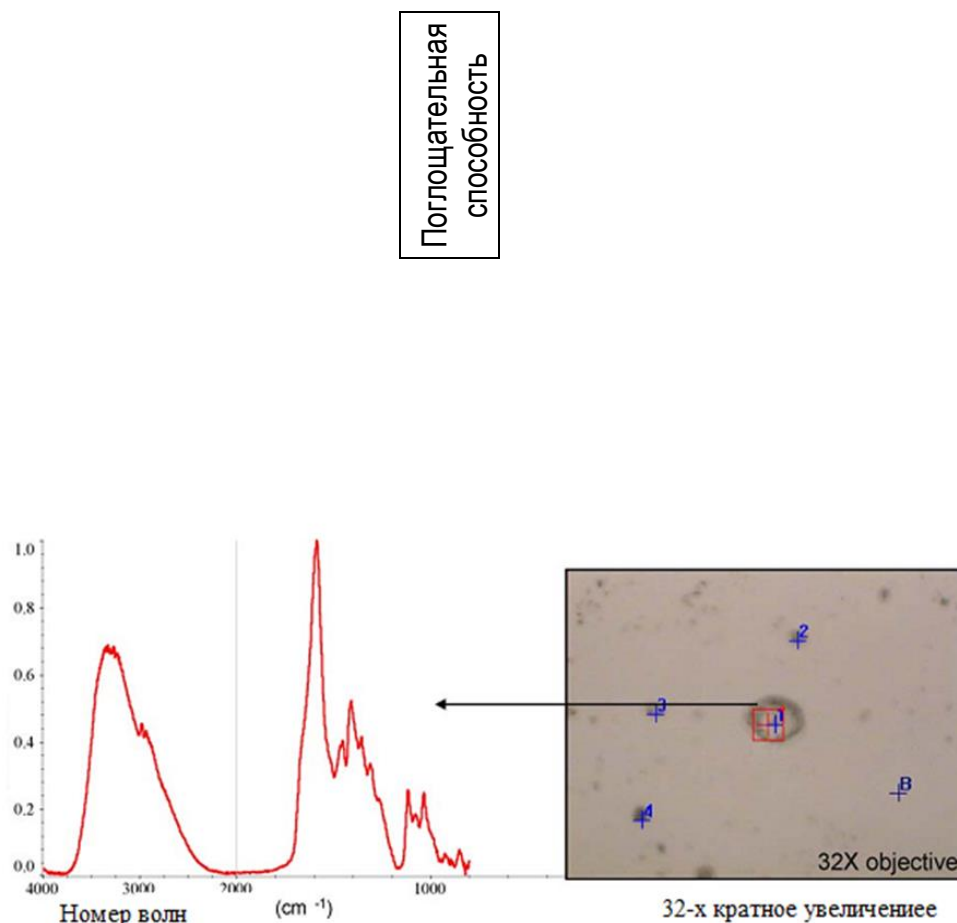 Поглощательная
способность
1.0
0.8
0.6
0.4
0.2
0.0
4000 3000 2000 1000
Номер волн (cm -1)
2
3 1
B
4
32X objective
32-х кратное увеличениее